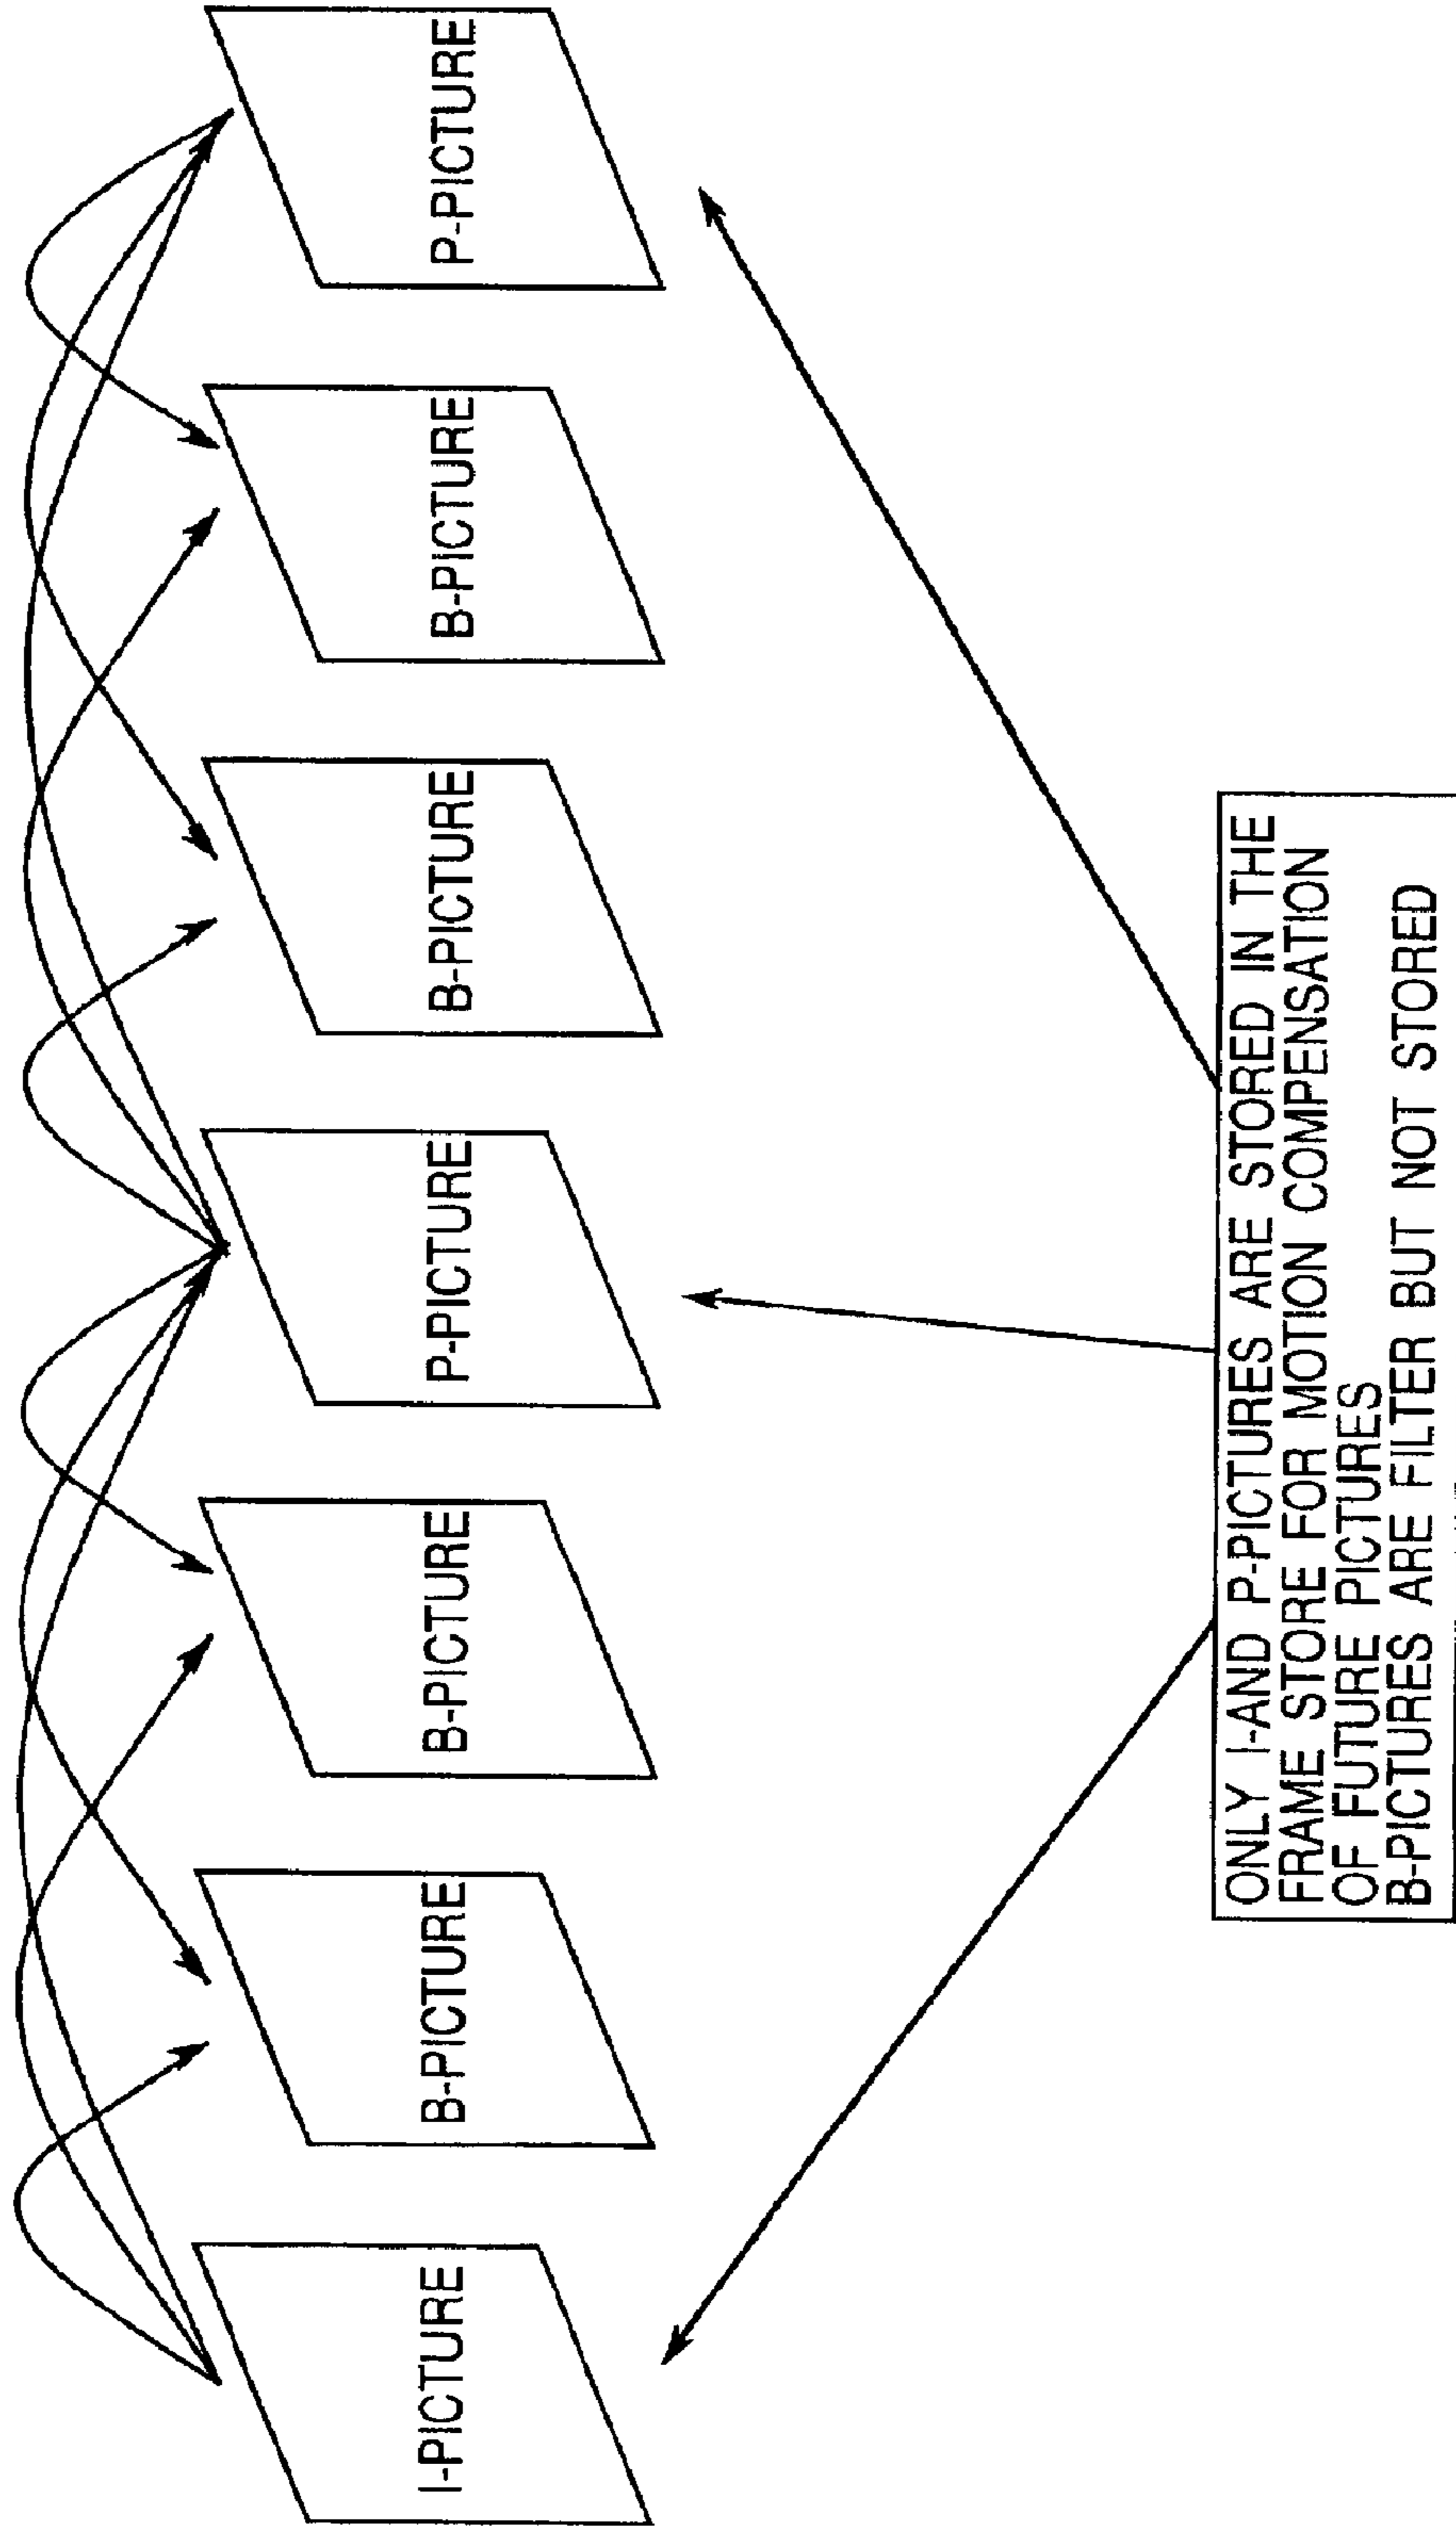 I-PICTURE
B-PICTURE
B-PICTURE
P-PICTURE
B-PICTURE
B-PICTURE
P-PICTURE
ONLY I-AND P-PICTURES ARE STORED IN THE
FRAME STORE FOR MOTION COMPENSATION
OF FUTURE PICTURES
B-PICTURES ARE FILTER BUT NOT STORED